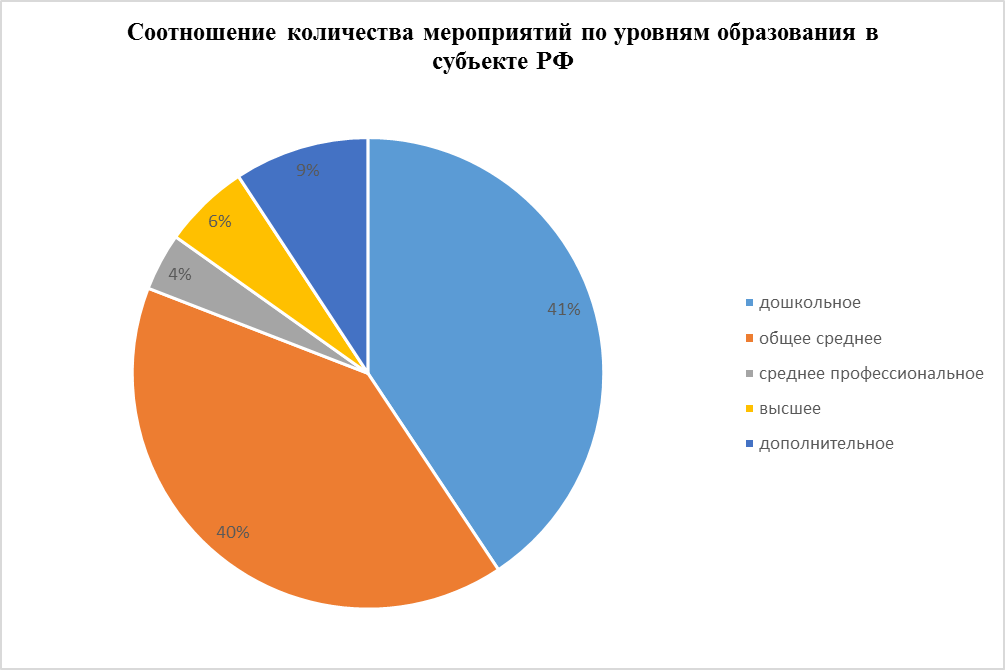 Соотношение количества мероприятий по уровням образования в
субъекте РФ
9%
6%
4%
41%
40%
дошкольное
общее среднее
среднее профессиональное
высшее
дополнительное